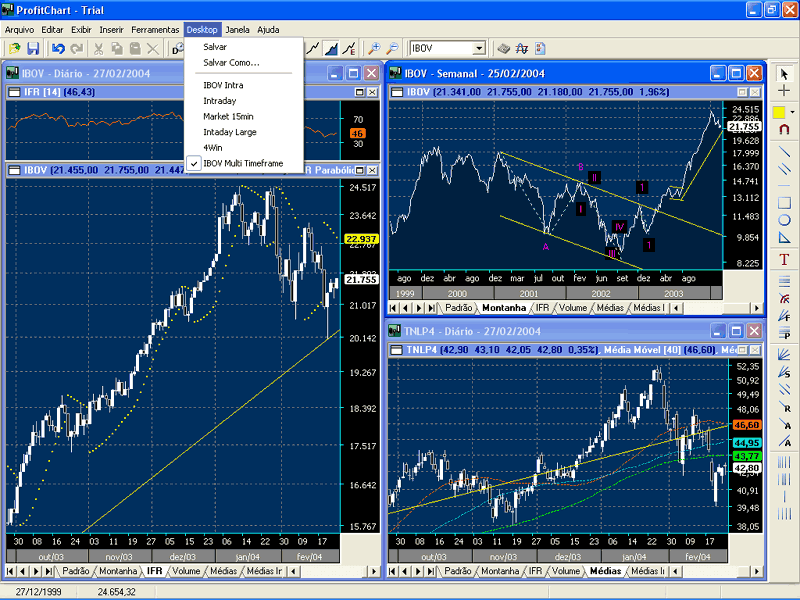 ProfitChart - Trial
Arquivo Editar Exibir Inserir Ferramentas Desktop Janela Ajuda
IBOV
Salvar
Salvar Como...
IBOV Intra
Intraday
Market 15min
Intaday Large
4Win
IBOV Multi Timeframe
IBOV - Diário - 27/02/2004
IFR [14] (46,43)
70
46
30
IBOV (21.455,00 21.755,00 21.447
R Parabólic
24.517
23.642
22.937
21.755
21.017
20.142
19.267
18.392
17.517
16.642
15.767
30 08 16 24 03 11 19 27 05 15 23 06 14 22 30 09 17
out/03 nov/03 dez/03 jan/04 fev/04
Padrão Montanha IFR Volume Médias Médias In
IBOV - Semanal - 25/02/2004
IBOV (21.341,00 21.755,00 21.180,00 21.755,00 1,96%)
24.515
21.755
19.628
17.999
16.370
14.741
13.112
11.483
9.854
8.225
S II I I A IV III I
ago dez abr ago dez mar jul out fev jun set dez abr ago
1999 2000 2001 2002 2003
Padrão Montanha IFR Volume Médias Médias I
TNLP4 - Diário - 27/02/2004
TNLP4 (42,90 43,10 42,05 42,80 0,35%). Média Móvel [40] (46,60), Mé
52,35
50,92
49,49
48,06
46,60
44,95
43,77
42,80
40,91
39,48
38,05
30 08 16 24 03 11 19 27 05 15 23 06 14 22 30 09 17
out/03 nov/03 dez/03 jan/04 fev/04
Padrão Montanha IFR Volume Médias Médias In
27/12/1999 24.654,32